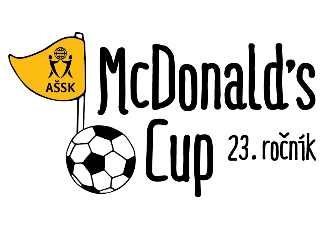 AŠSK
McDonald's
Cup 23. ročník